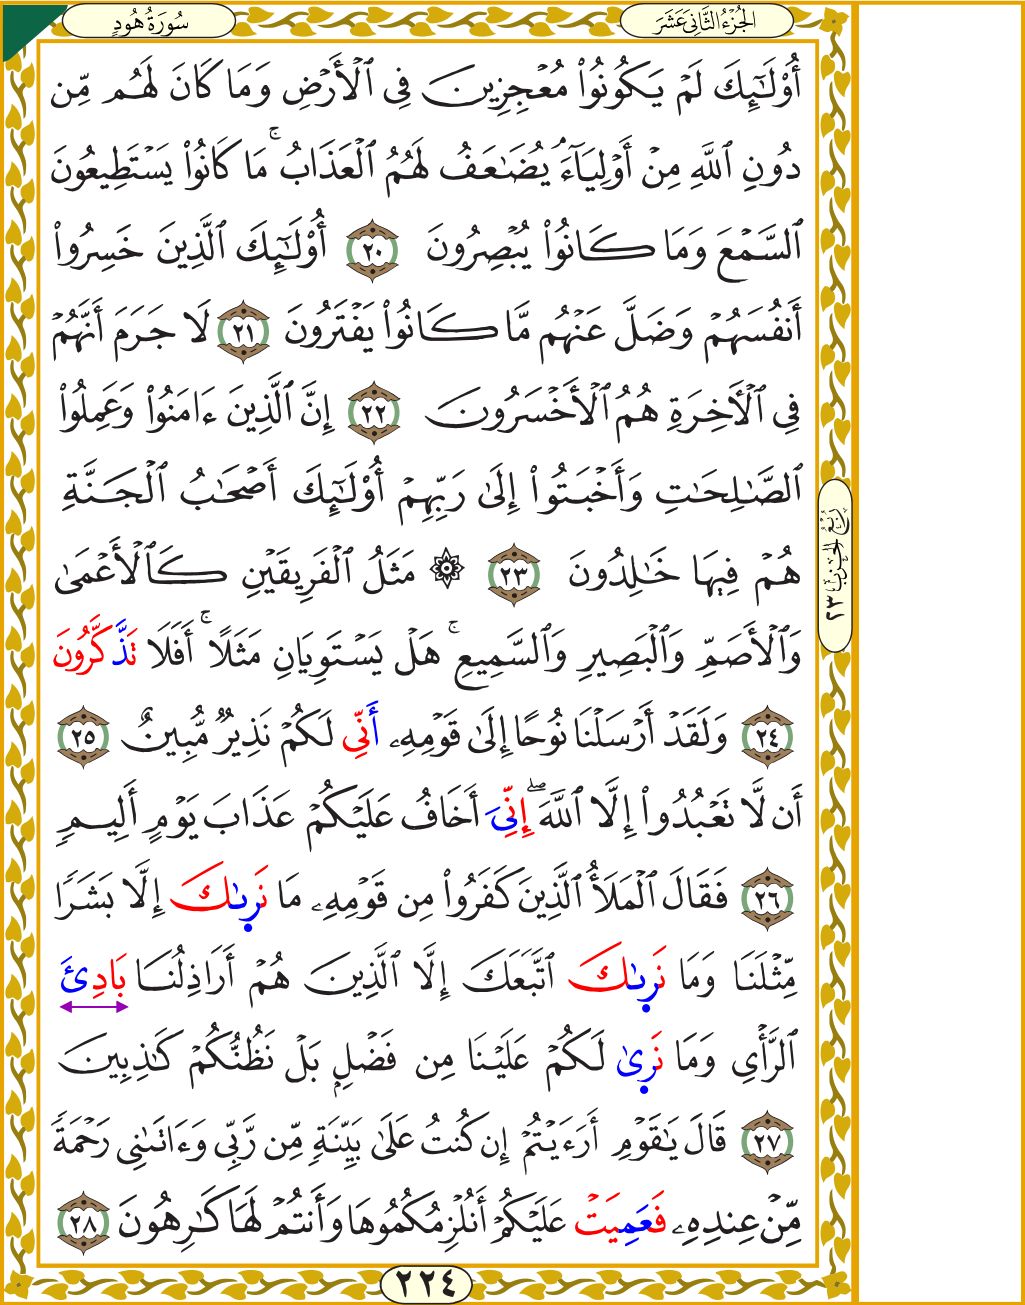 سُورَةُ هُودٍ
الجُزْءُ الثَّانِيَ عَشَرَ
أُوْلَٰٓئِكَ لَمْ يَكُونُواْ مُعْجِزِينَ فِي ٱلْأَرْضِ وَمَا كَانَ لَهُم مِّن
دُونِ ٱللَّهِ مِنْ أَوْلِيَآءَۘ يُضَٰعَفُ لَهُمُ ٱلْعَذَابُۚ مَا كَانُواْ يَسْتَطِيعُونَ
ٱلسَّمْعَ وَمَا كَانُواْ يُبْصِرُونَ ٢٠ أُوْلَٰٓئِكَ ٱلَّذِينَ خَسِرُوٓاْ
أَنفُسَهُمْ وَضَلَّ عَنْهُم مَّا كَانُواْ يَفْتَرُونَ ٢١ لَا جَرَمَ أَنَّهُمْ
فِي ٱلْأَخِرَةِ هُمُ ٱلْأَخْسَرُونَ ٢٢ إِنَّ ٱلَّذِينَ ءَامَنُواْ وَعَمِلُواْ
ٱلصَّٰلِحَٰتِ وَأَخْبَتُوٓاْ إِلَىٰ رَبِّهِمْ أُوْلَٰٓئِكَ أَصْحَٰبُ ٱلْجَنَّةِ
هُمْ فِيهَا خَٰلِدُونَ ٢٣ ۞ مَثَلُ ٱلْفَرِيقَيْنِ كَٱلْأَعْمَىٰ
وَٱلْأَصَمِّ وَٱلْبَصِيرِ وَٱلسَّمِيعِۚ هَلْ يَسْتَوِيَانِ مَثَلًاۚ أَفَلَا تَذَّكَّرُونَ
٢٤ وَلَقَدْ أَرْسَلْنَا نُوحًا إِلَىٰ قَوْمِهِۦ أَنِّي لَكُمْ نَذِيرٌ مُّبِينٌ ٢٥
أَن لَّا تَعْبُدُوٓاْ إِلَّا ٱللَّهَۖ إِنِّيَ أَخَافُ عَلَيْكُمْ عَذَابَ يَوْمٍ أَلِيمٍ
٢٦ فَقَالَ ٱلْمَلَأُ ٱلَّذِينَ كَفَرُواْ مِن قَوْمِهِۦ مَا نَرِىٰكَ إِلَّا بَشَرًا
مِّثْلَنَا وَمَا نَرِىٰكَ ٱتَّبَعَكَ إِلَّا ٱلَّذِينَ هُمْ أَرَاذِلُنَا بَادِئَ
ٱلرَّأْيِ وَمَا نَرِىٰ لَكُمْ عَلَيْنَا مِن فَضْلٍۭ بَلْ نَظُنُّكُمْ كَٰذِبِينَ
٢٧ قَالَ يَٰقَوْمِ أَرَءَيْتُمْ إِن كُنتُ عَلَىٰ بَيِّنَةٍ مِّن رَّبِّي وَءَاتَىٰنِي رَحْمَةً
مِّنْ عِندِهِۦ فَعَمِيَتْ عَلَيْكُمْ أَنُلْزِمُكُمُوهَا وَأَنتُمْ لَهَا كَٰرِهُونَ ٢٨
رُبْعُ الحِزْبِ ٢٣
٢٢٤